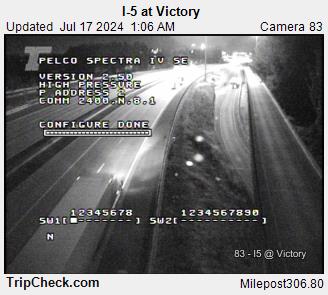 I-5 at Victory
Updated Jul 17 2024 1:06 AM Camera 83
PELCO SPECTRA IV SE
VERSION 2.50
HIGH PRESSURE
P ADDRESS 2
COMM 2400,N,8,1
CONFIGURE DONE
12345678 1234567890
SW1[■-------] SW2[----------]
N
83 - I5 @ Victory
TripCheck.com Milepost306.80